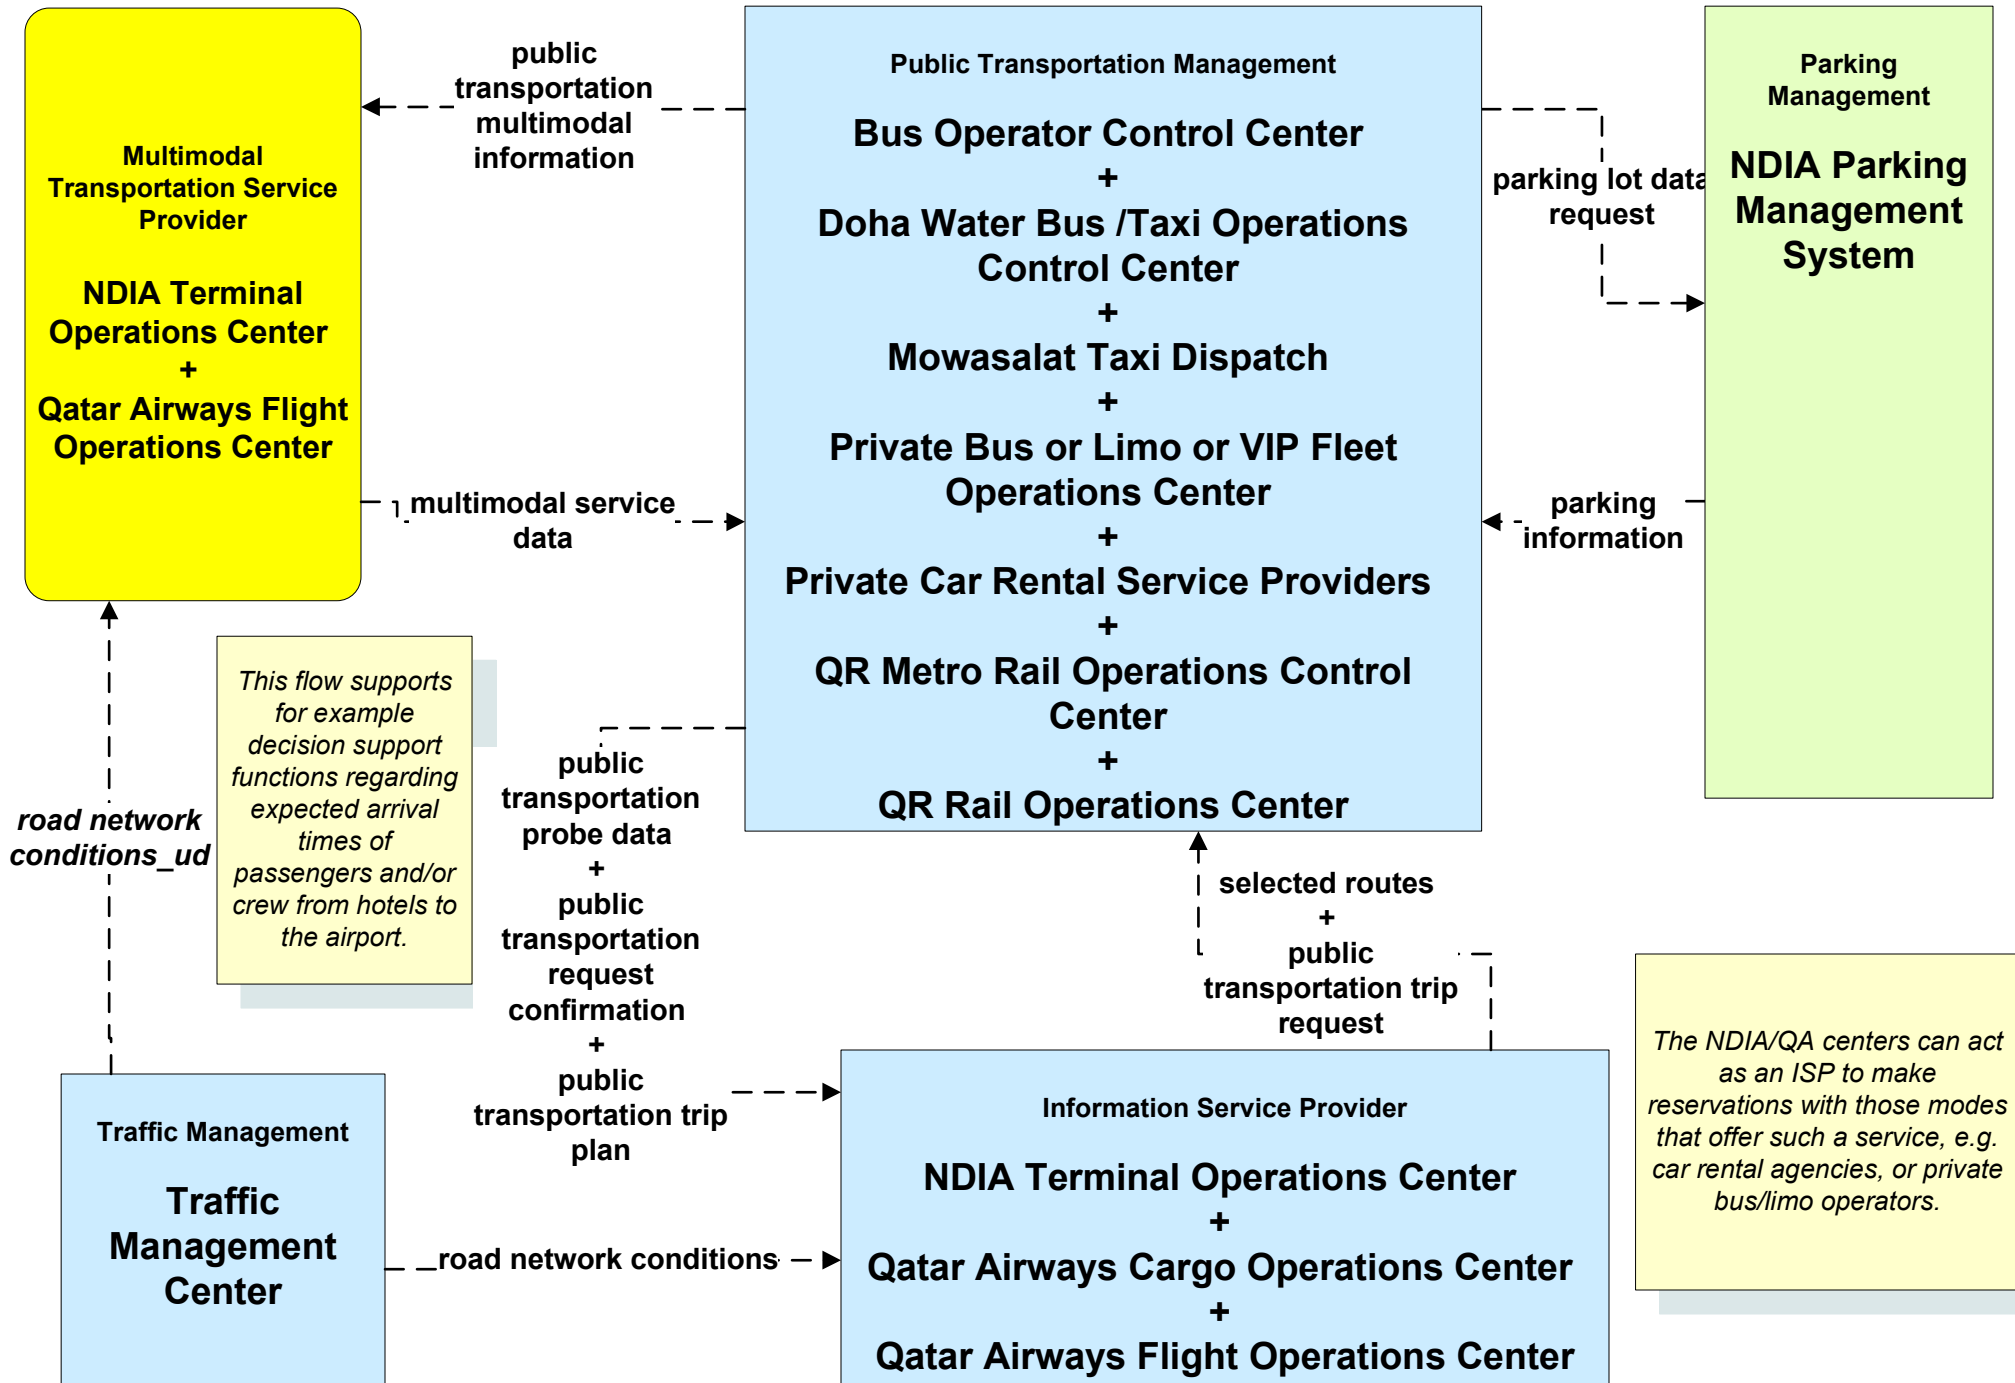 Multimodal
Transportation Service
Provider
NDIA Terminal
Operations Center
+
Qatar Airways Flight
Operations Center
public
transportation
multimodal
information
multimodal service
data
Public Transportation Management
Bus Operator Control Center
+
Doha Water Bus /Taxi Operations
Control Center
+
Mowasalat Taxi Dispatch
+
Private Bus or Limo or VIP Fleet
Operations Center
+
Private Car Rental Service Providers
+
QR Metro Rail Operations Control
Center
+
QR Rail Operations Center
parking lot data
request
parking
information
Parking
Management
NDIA Parking
Management
System
road network
conditions_ud
This flow supports
for example
decision support
functions regarding
expected arrival
times of
passengers and/or
crew from hotels to
the airport.
public
transportation
probe data
+
public
transportation
request
confirmation
+
public
transportation trip
plan
selected routes
+
public
transportation trip
request
The NDIA/QA centers can act
as an ISP to make
reservations with those modes
that offer such a service, e.g.
car rental agencies, or private
bus/limo operators.
Traffic Management
Traffic
Management
Center
road network conditions
Information Service Provider
NDIA Terminal Operations Center
+
Qatar Airways Cargo Operations Center
+
Qatar Airways Flight Operations Center